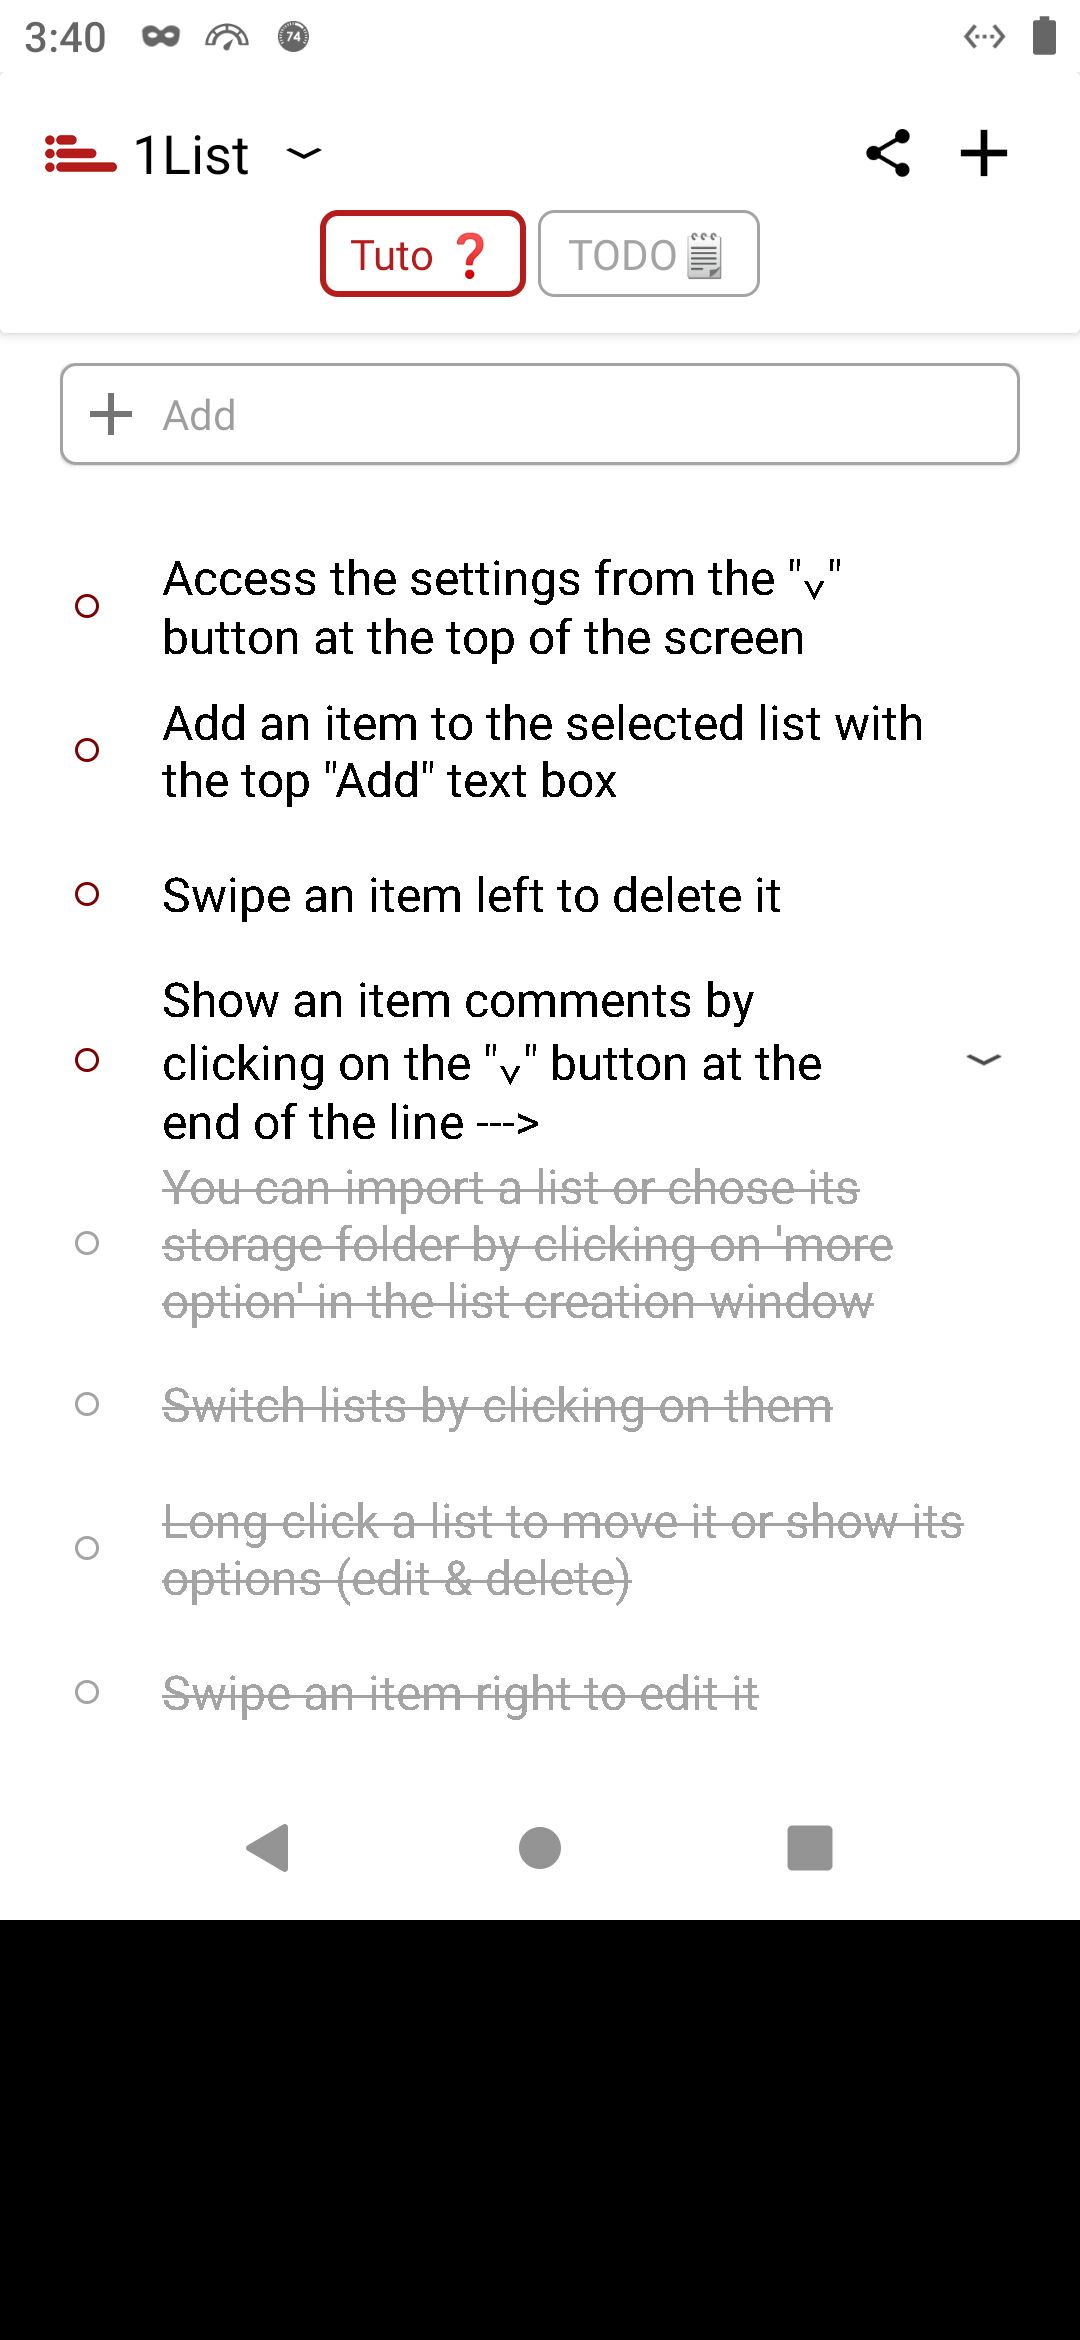 3:40
74
1List
Tuto ❓
TODO
Add
Access the settings from the "v"
button at the top of the screen
Add an item to the selected list with
the top "Add" text box
Swipe an item left to delete it
Show an item comments by
clicking on the "v" button at the
end of the line --->
You can import a list or chose its
storage folder by clicking on 'more
option' in the list creation window
Switch lists by clicking on them
Long click a list to move it or show its
options (edit & delete)
Swipe an item right to edit it